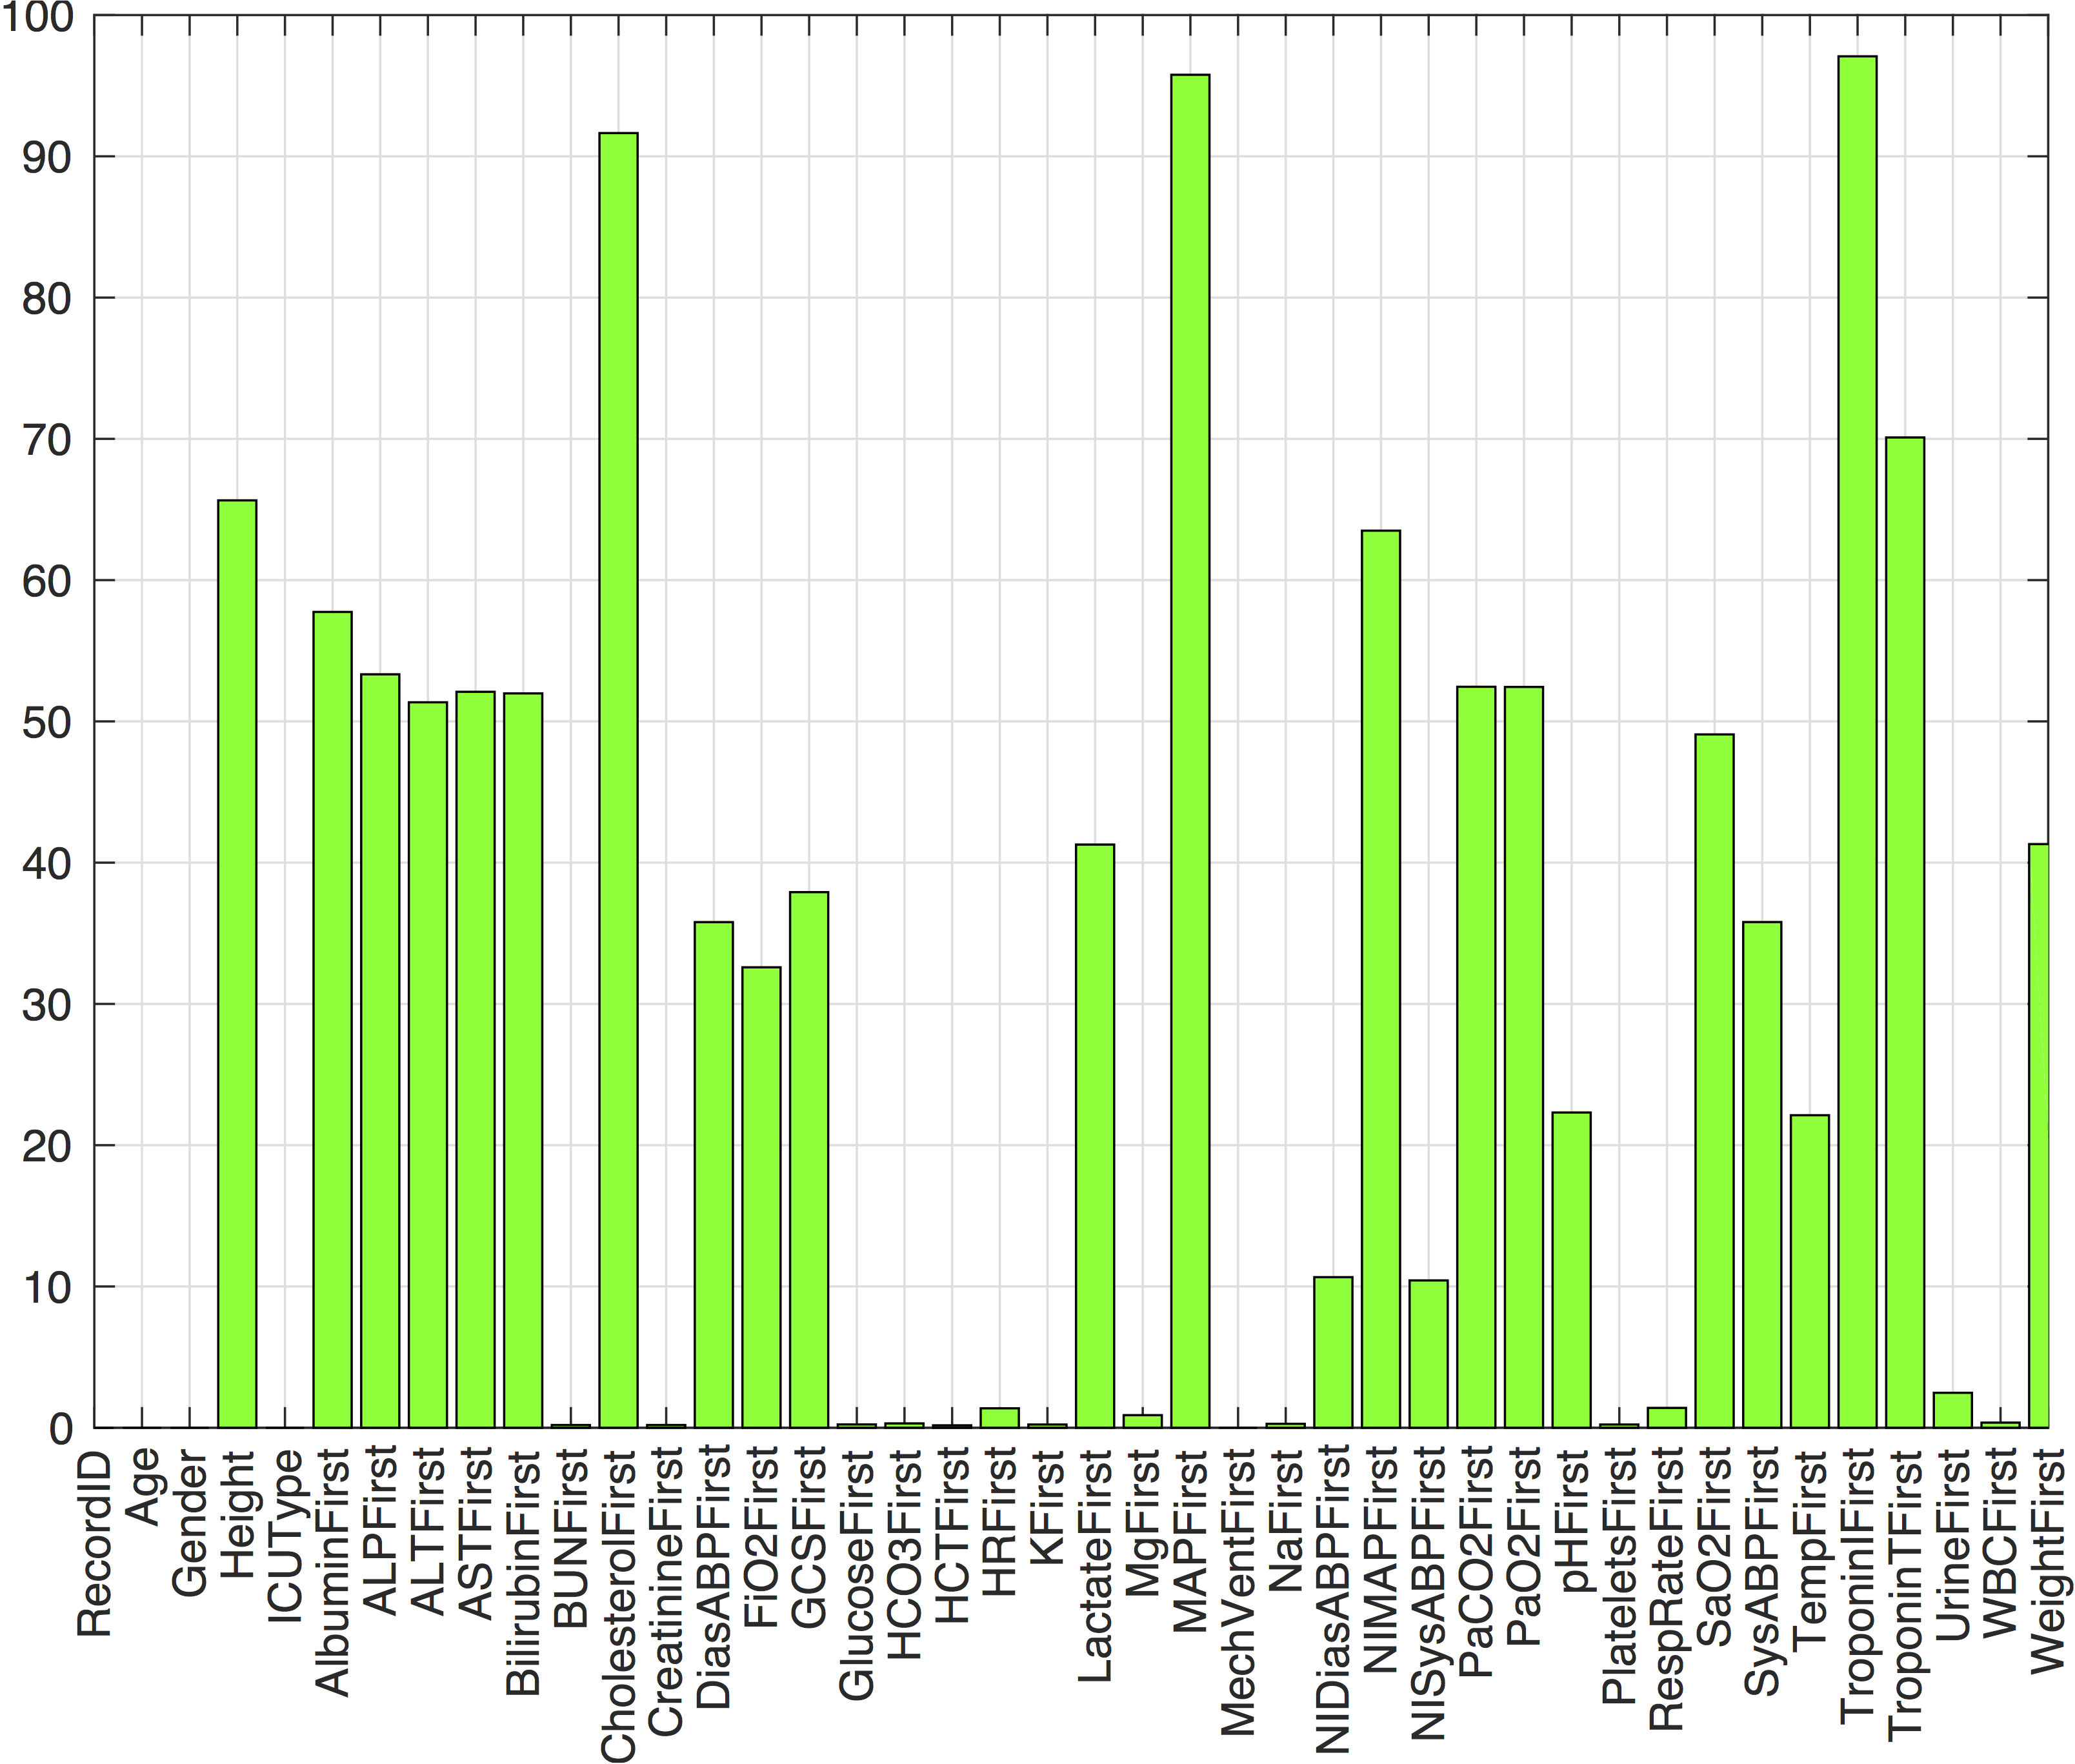 100
90
80
70
60
50
40
30
20
10
0
RecordID
Age
Gender
Height
ICUType
AlbuminFirst
ALPFirst
ALTFirst
ASTFirst
BilirubinFirst
BUNFirst
CholesterolFirst
CreatinineFirst
DiasABPFirst
FiO2First
GCSFirst
GlucoseFirst
HCO3First
HCTFirst
HRFirst
KFirst
LactateFirst
MgFirst
MAPFirst
MechVentFirst
NaFirst
NIDiasABPFirst
NIMAPFirst
NISysABPFirst
PaCO2First
PaO2First
pHFirst
PlateletsFirst
RespRateFirst
SaO2First
SysABPFirst
TempFirst
TroponinIFirst
TroponinTFirst
UrineFirst
WBCFirst
WeightFirst